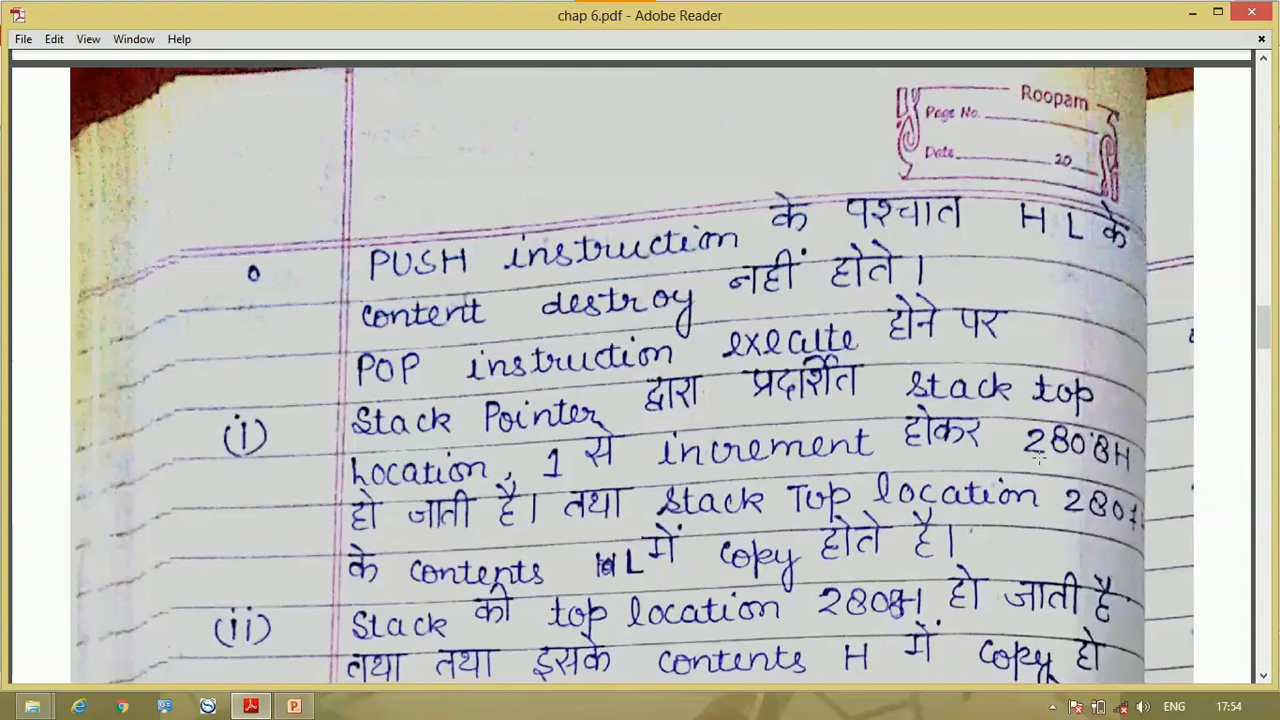 chap 6.pdf - Adobe Reader
File Edit View Window Help
Roopam
Page No.
Date 20
PUSH instruction के पश्चात HL के
content destroy नहीं होते।
POP instruction execute होने पर
(i) Stack Pointer द्वारा प्रदर्शित stack top
Location, 1 से increment होकर 2808H
हो जाती है। तथा Stack Top location 2807
के contents L में copy होते है।
(ii) Stack की top location 2808H हो जाती है
तथा तथा इसके contents H में copy हो
ENG 17:54